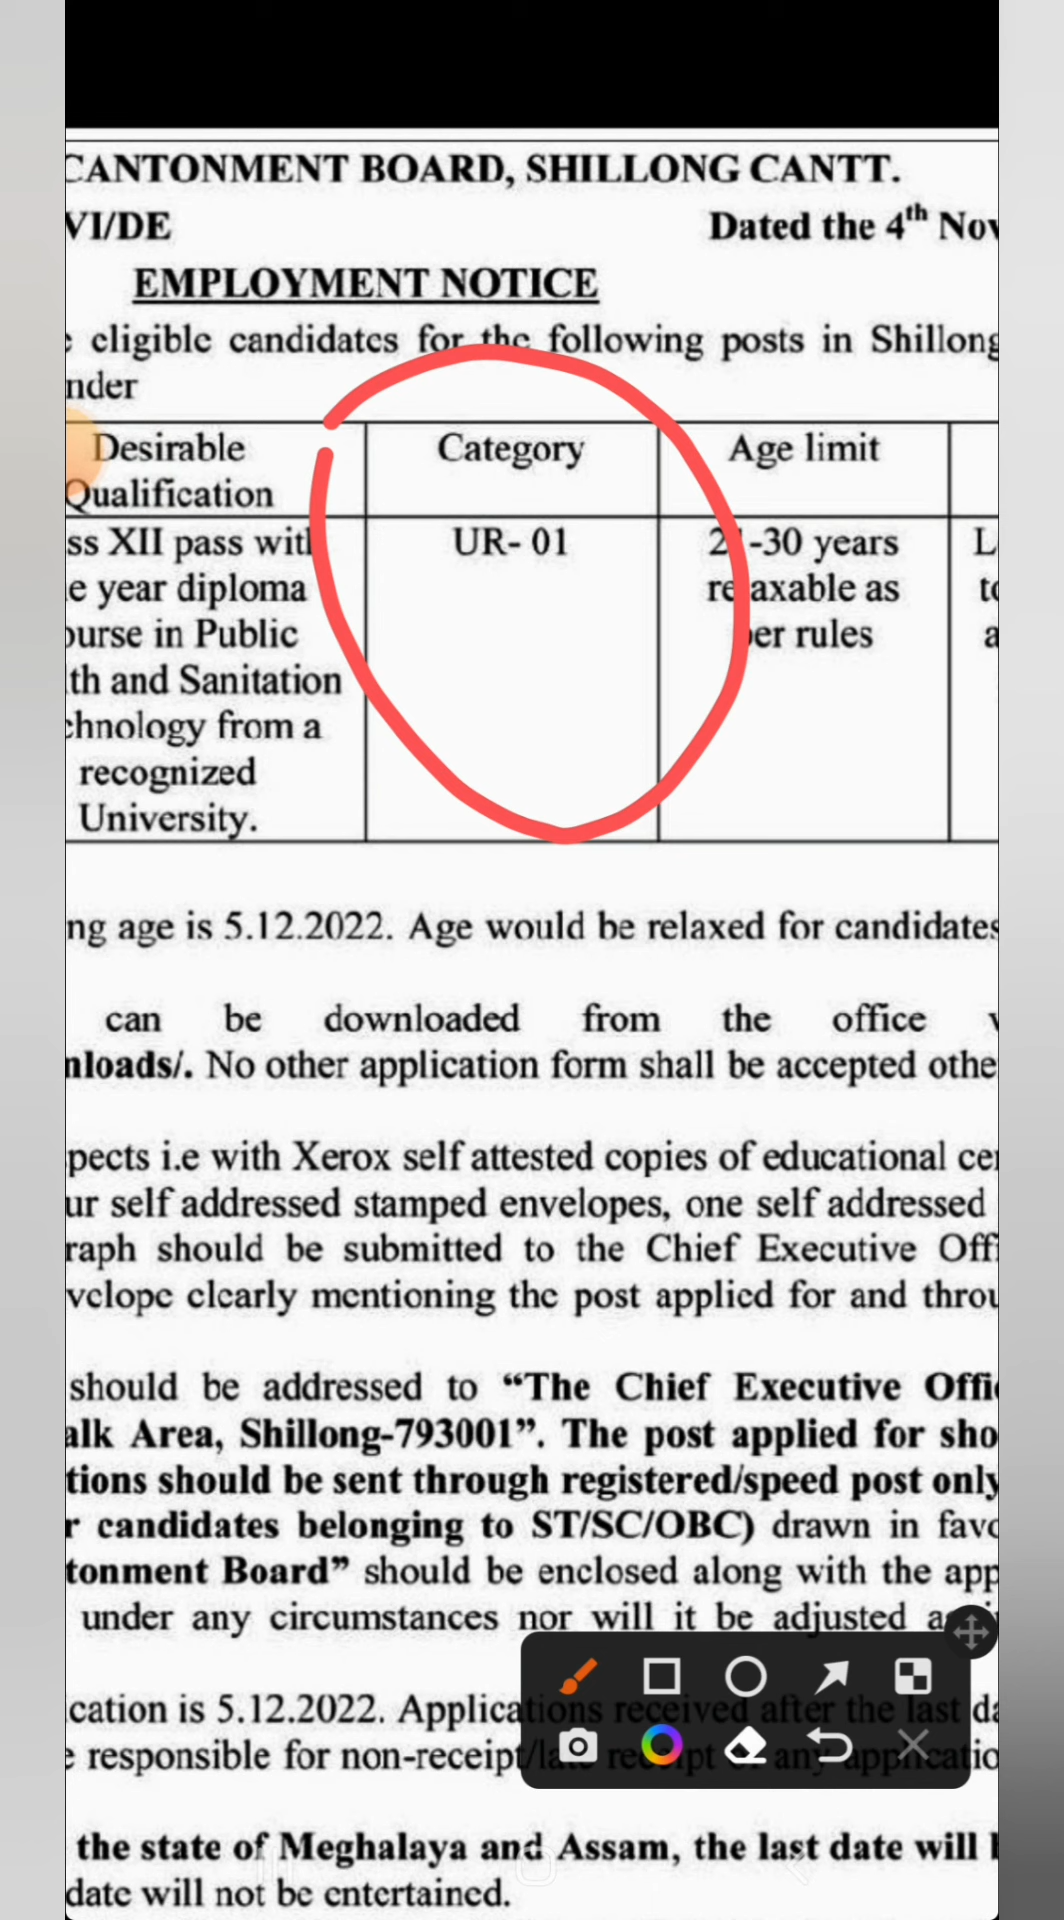 CANTONMENT BOARD, SHILLONG CANTT.
VI/DE Dated the 4th Nov
EMPLOYMENT NOTICE
eligible candidates for the following posts in Shillong
nder
Desirable Qualification Category Age limit
ss XII pass with UR- 01 -30 years L
e year diploma relaxable as to
ourse in Public per rules a
th and Sanitation
chnology from a
recognized
University.
ng age is 5.12.2022. Age would be relaxed for candidates
can be downloaded from the office
nloads/. No other application form shall be accepted othe
pects i.e with Xerox self attested copies of educational cer
ur self addressed stamped envelopes, one self addressed
raph should be submitted to the Chief Executive Offi
velope clearly mentioning the post applied for and throu
should be addressed to “The Chief Executive Offi
alk Area, Shillong-793001”. The post applied for sho
tions should be sent through registered/speed post only
r candidates belonging to ST/SC/OBC) drawn in favo
tonment Board” should be enclosed along with the app
under any circumstances nor will it be adjusted
ication is 5.12.2022. Applications received after the last da
e responsible for non-receipt/late receipt of any applicatio
the state of Meghalaya and Assam, the last date will
date will not be entertained.